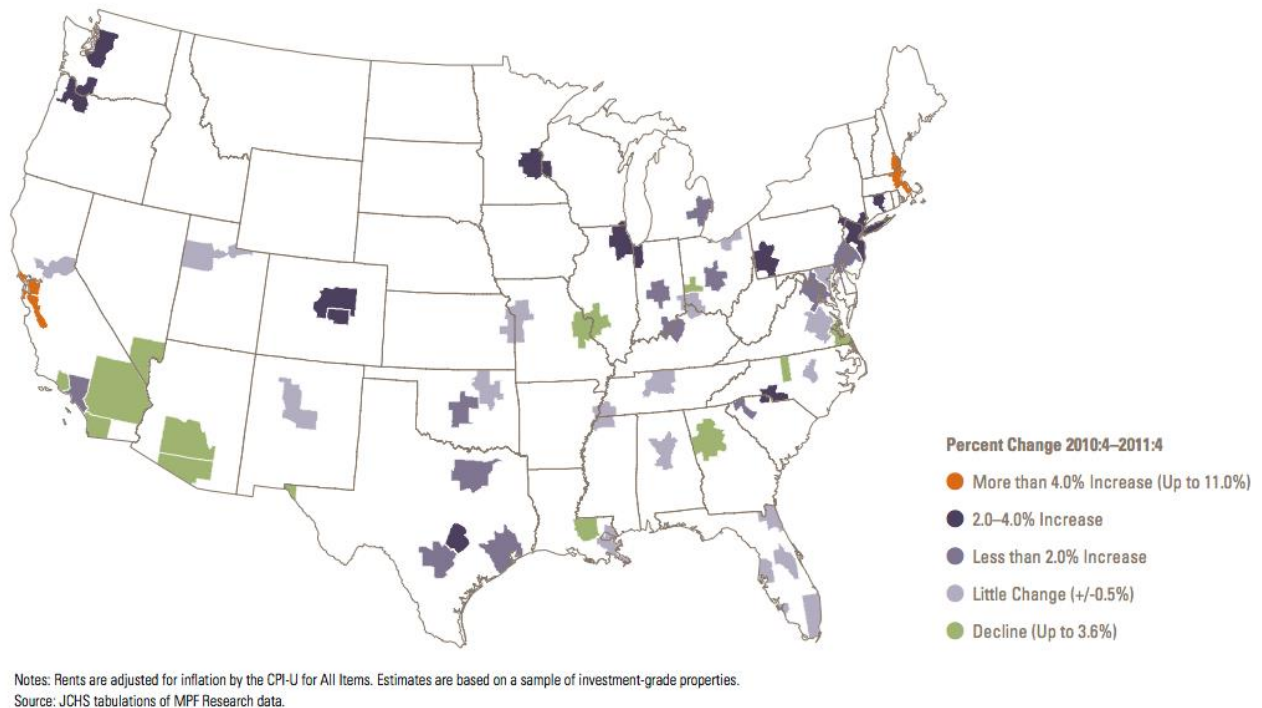 Percent Change 2010:4–2011:4
More than 4.0% Increase (Up to 11.0%)
2.0–4.0% Increase
Less than 2.0% Increase
Little Change (+/-0.5%)
Decline (Up to 3.6%)
Notes: Rents are adjusted for inflation by the CPI-U for All Items. Estimates are based on a sample of investment-grade properties.
Source: JCHS tabulations of MPF Research data.